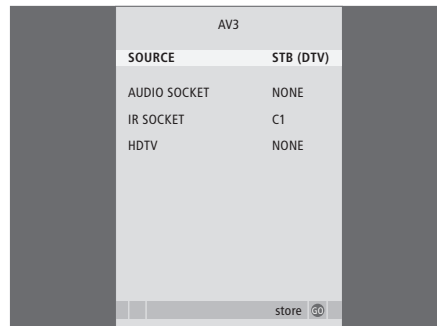 AV3
SOURCE STB (DTV)
AUDIO SOCKET NONE
IR SOCKET C1
HDTV NONE
store GO